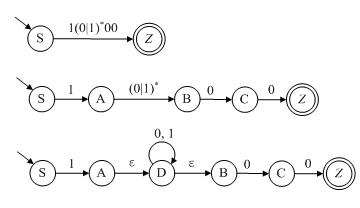 S 1(0|1)*00 Z
S 1 A (0|1)* B 0 C 0 Z
0, 1
S 1 A ε D ε B 0 C 0 Z